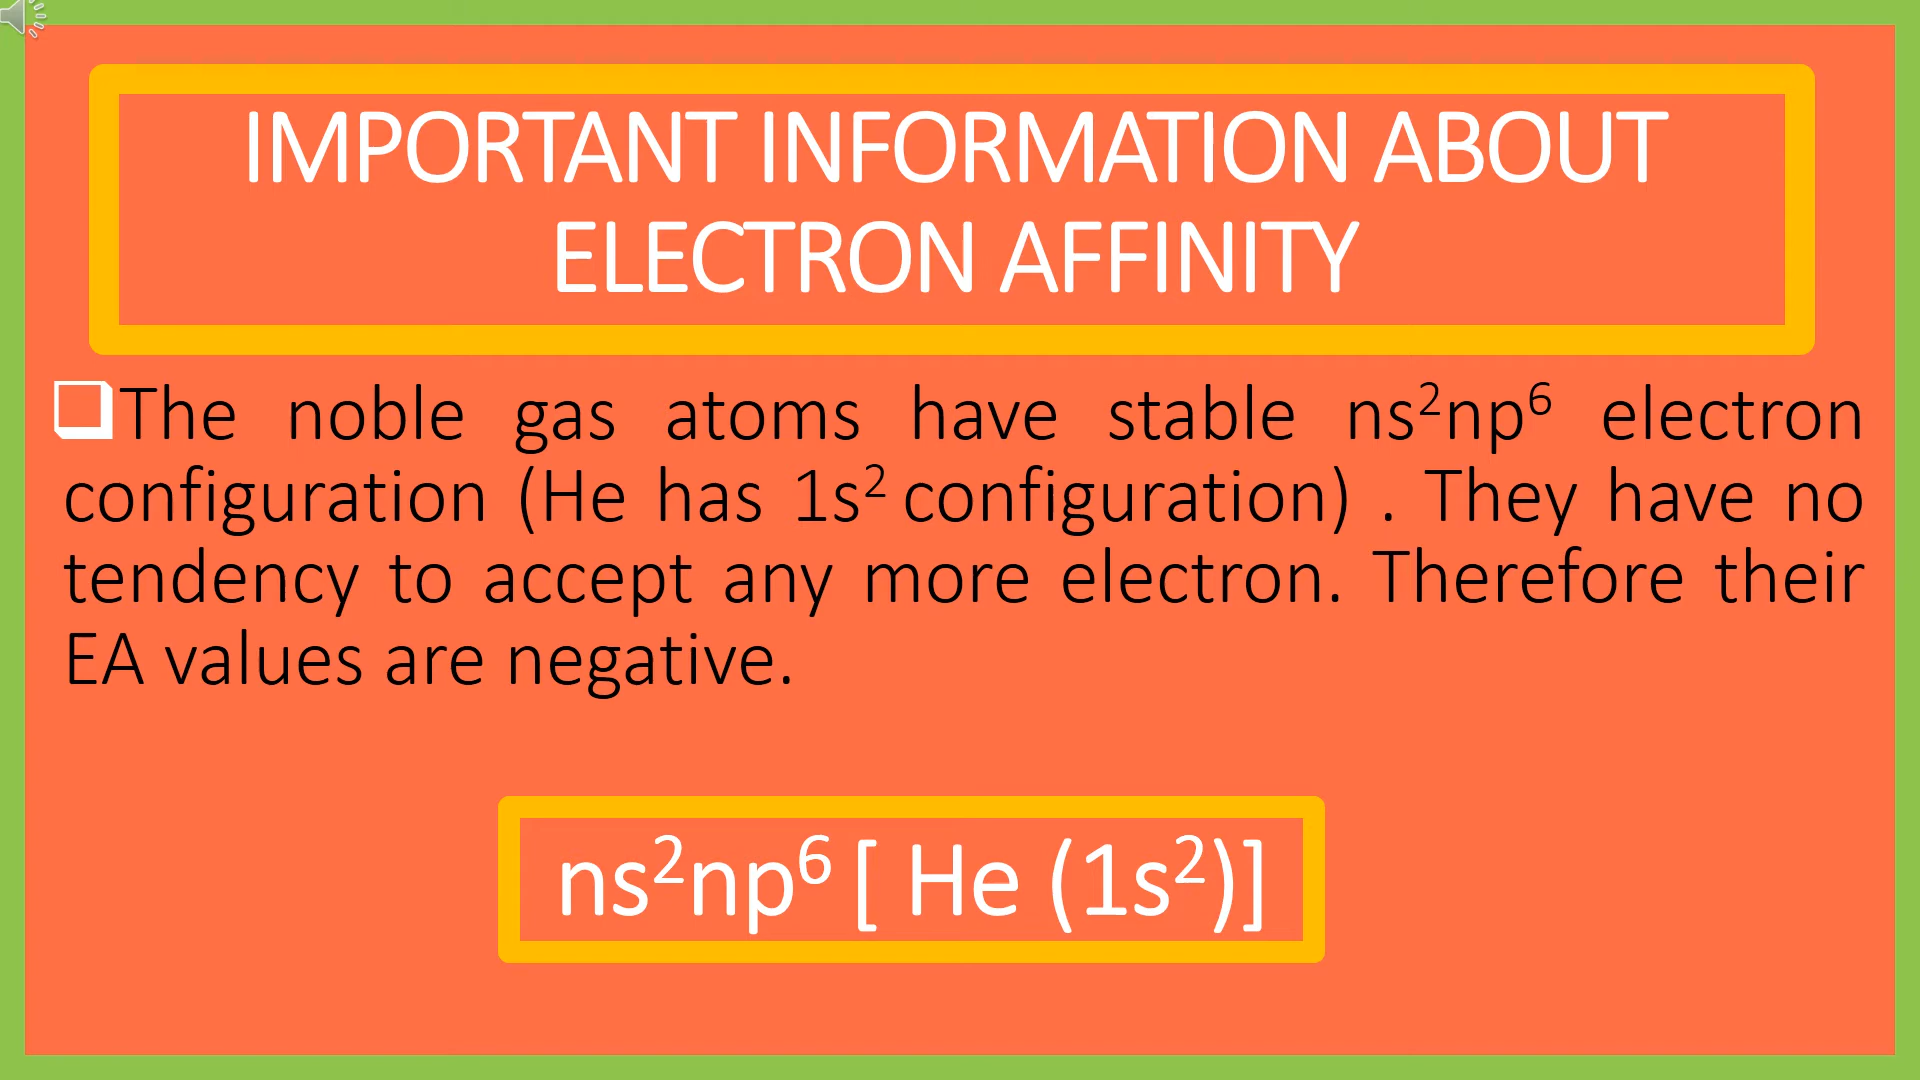 IMPORTANT INFORMATION ABOUT
ELECTRON AFFINITY
❑The noble gas atoms have stable ns²np⁶ electron
configuration (He has 1s² configuration) . They have no
tendency to accept any more electron. Therefore their
EA values are negative.
ns²np⁶ [ He (1s²)]